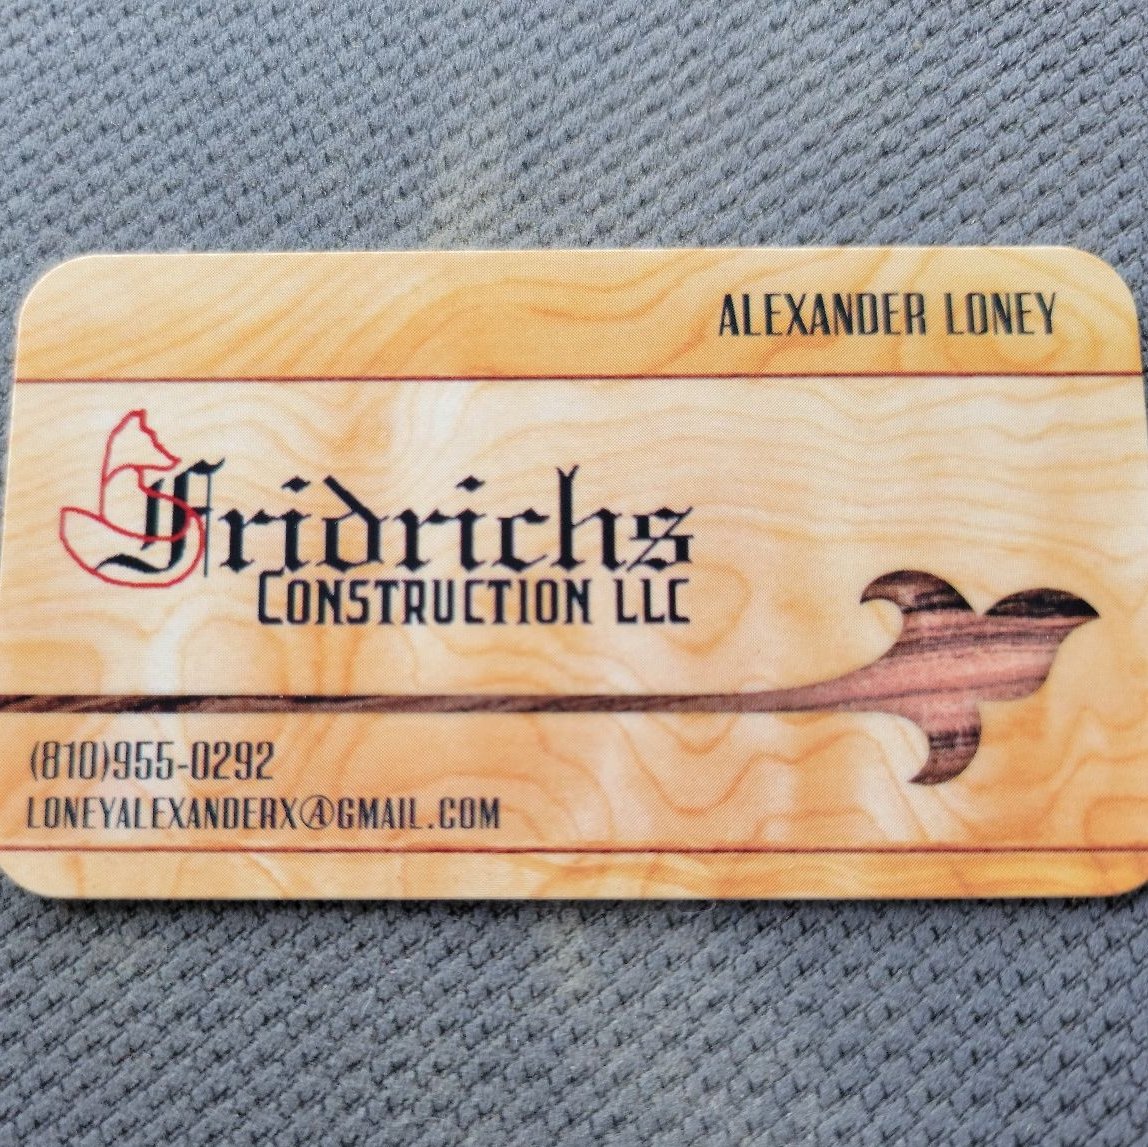 ALEXANDER LONEY
Fridrichs
CONSTRUCTION LLC
(810)955-0292
LONEYALEXANDERX@GMAIL.COM